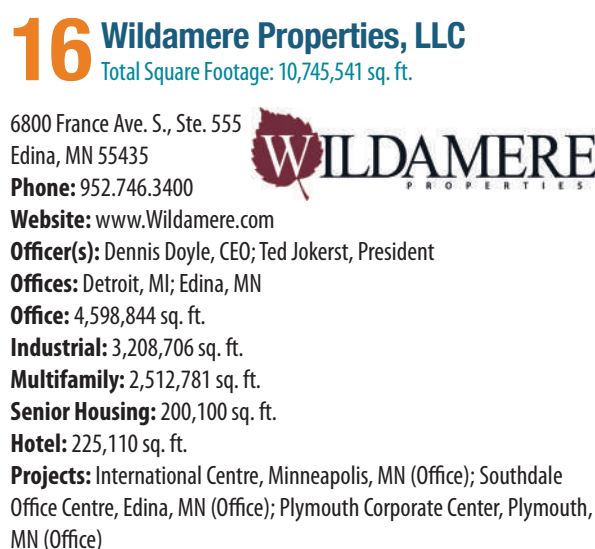 16 Wildamere Properties, LLC
Total Square Footage: 10,745,541 sq. ft.
6800 France Ave. S., Ste. 555
Edina, MN 55435
Phone: 952.746.3400
WILDAMERE
PROPERTIES
Website: www.Wildamere.com
Officer(s): Dennis Doyle, CEO; Ted Jokerst, President
Offices: Detroit, MI; Edina, MN
Office: 4,598,844 sq. ft.
Industrial: 3,208,706 sq. ft.
Multifamily: 2,512,781 sq. ft.
Senior Housing: 200,100 sq. ft.
Hotel: 225,110 sq. ft.
Projects: International Centre, Minneapolis, MN (Office); Southdale
Office Centre, Edina, MN (Office); Plymouth Corporate Center, Plymouth,
MN (Office)